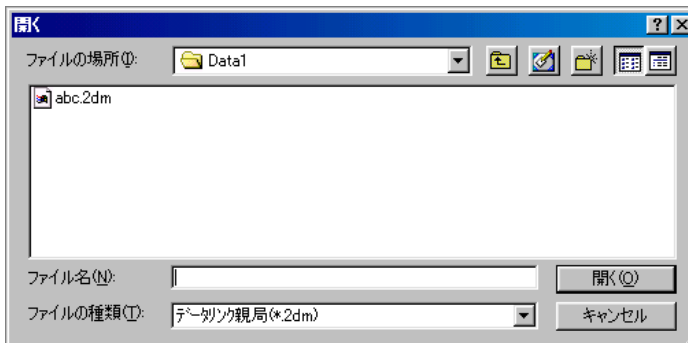 開く
ファイルの場所(I):
Data1
abc.2dm
ファイル名(N):
開く(O)
ファイルの種類(T):
ﾃﾞｰﾀﾘﾝｸ親局(*.2dm)
キャンセル